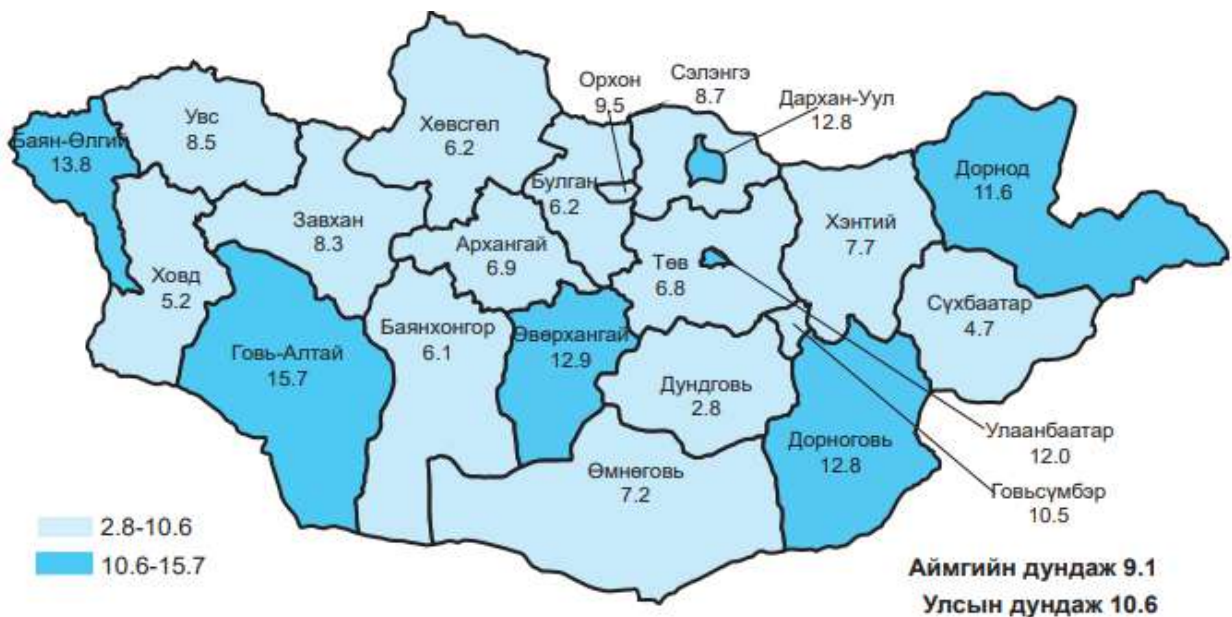 Орхон
9.5
Сэлэнгэ
8.7
Дархан-Уул
12.8
Увс
8.5
Баян-Өлгий
13.8
Хөвсгөл
6.2
Булган
6.2
Дорнод
11.6
Завхан
8.3
Архангай
6.9
Хэнтий
7.7
Ховд
5.2
Төв
6.8
Сүхбаатар
4.7
Баянхонгор
6.1
Өвөрхангай
12.9
Говь-Алтай
15.7
Дундговь
2.8
Улаанбаатар
12.0
Дорноговь
12.8
Өмнөговь
7.2
Говьсүмбэр
10.5
2.8-10.6
10.6-15.7
Аймгийн дундаж 9.1
Улсын дундаж 10.6